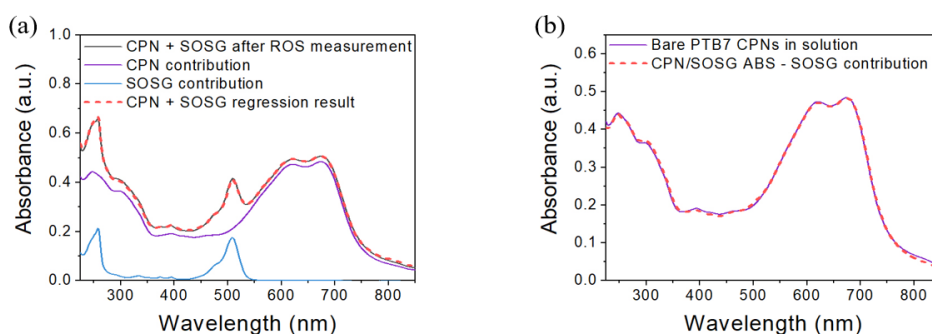 (a)
1.0
0.8
0.6
0.4
0.2
0.0
Absorbance (a.u.)
CPN + SOSG after ROS measurement
CPN contribution
SOSG contribution
CPN + SOSG regression result
300 400 500 600 700 800
Wavelength (nm)
(b)
0.6
0.5
0.4
0.3
0.2
0.1
0.0
Absorbance (a.u.)
Bare PTB7 CPNs in solution
CPN/SOSG ABS - SOSG contribution
300 400 500 600 700 800
Wavelength (nm)